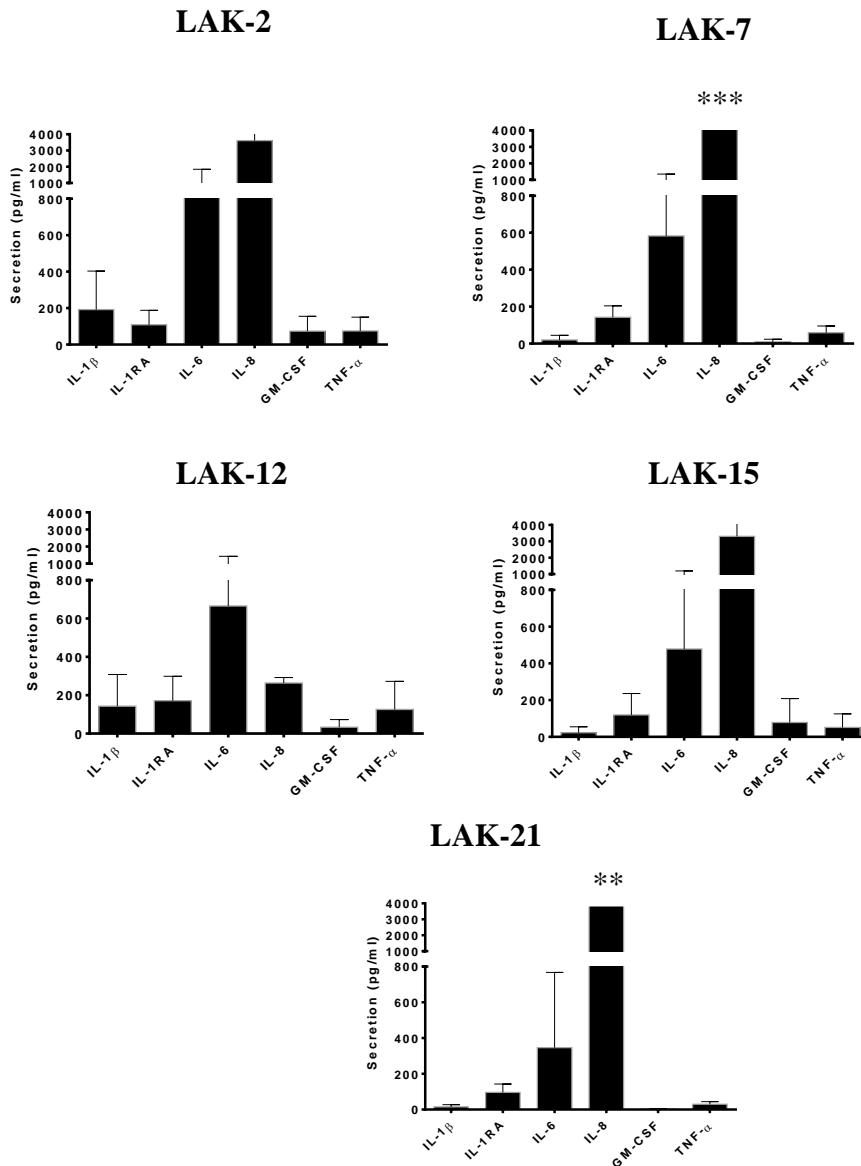 LAK-2
4000
3000
2000
1000
800
600
400
200
0
Secretion (pg/ml)
IL-1β
IL-1RA
IL-6
IL-8
GM-CSF
TNF-α
LAK-7
***
4000
3000
2000
1000
800
600
400
200
0
Secretion (pg/ml)
IL-1β
IL-1RA
IL-6
IL-8
GM-CSF
TNF-α
LAK-12
4000
3000
2000
1000
800
600
400
200
0
Secretion (pg/ml)
IL-1β
IL-1RA
IL-6
IL-8
GM-CSF
TNF-α
LAK-15
4000
3000
2000
1000
800
600
400
200
0
Secretion (pg/ml)
IL-1β
IL-1RA
IL-6
IL-8
GM-CSF
TNF-α
LAK-21
**
4000
3000
2000
1000
800
600
400
200
0
Secretion (pg/ml)
IL-1β
IL-1RA
IL-6
IL-8
GM-CSF
TNF-α